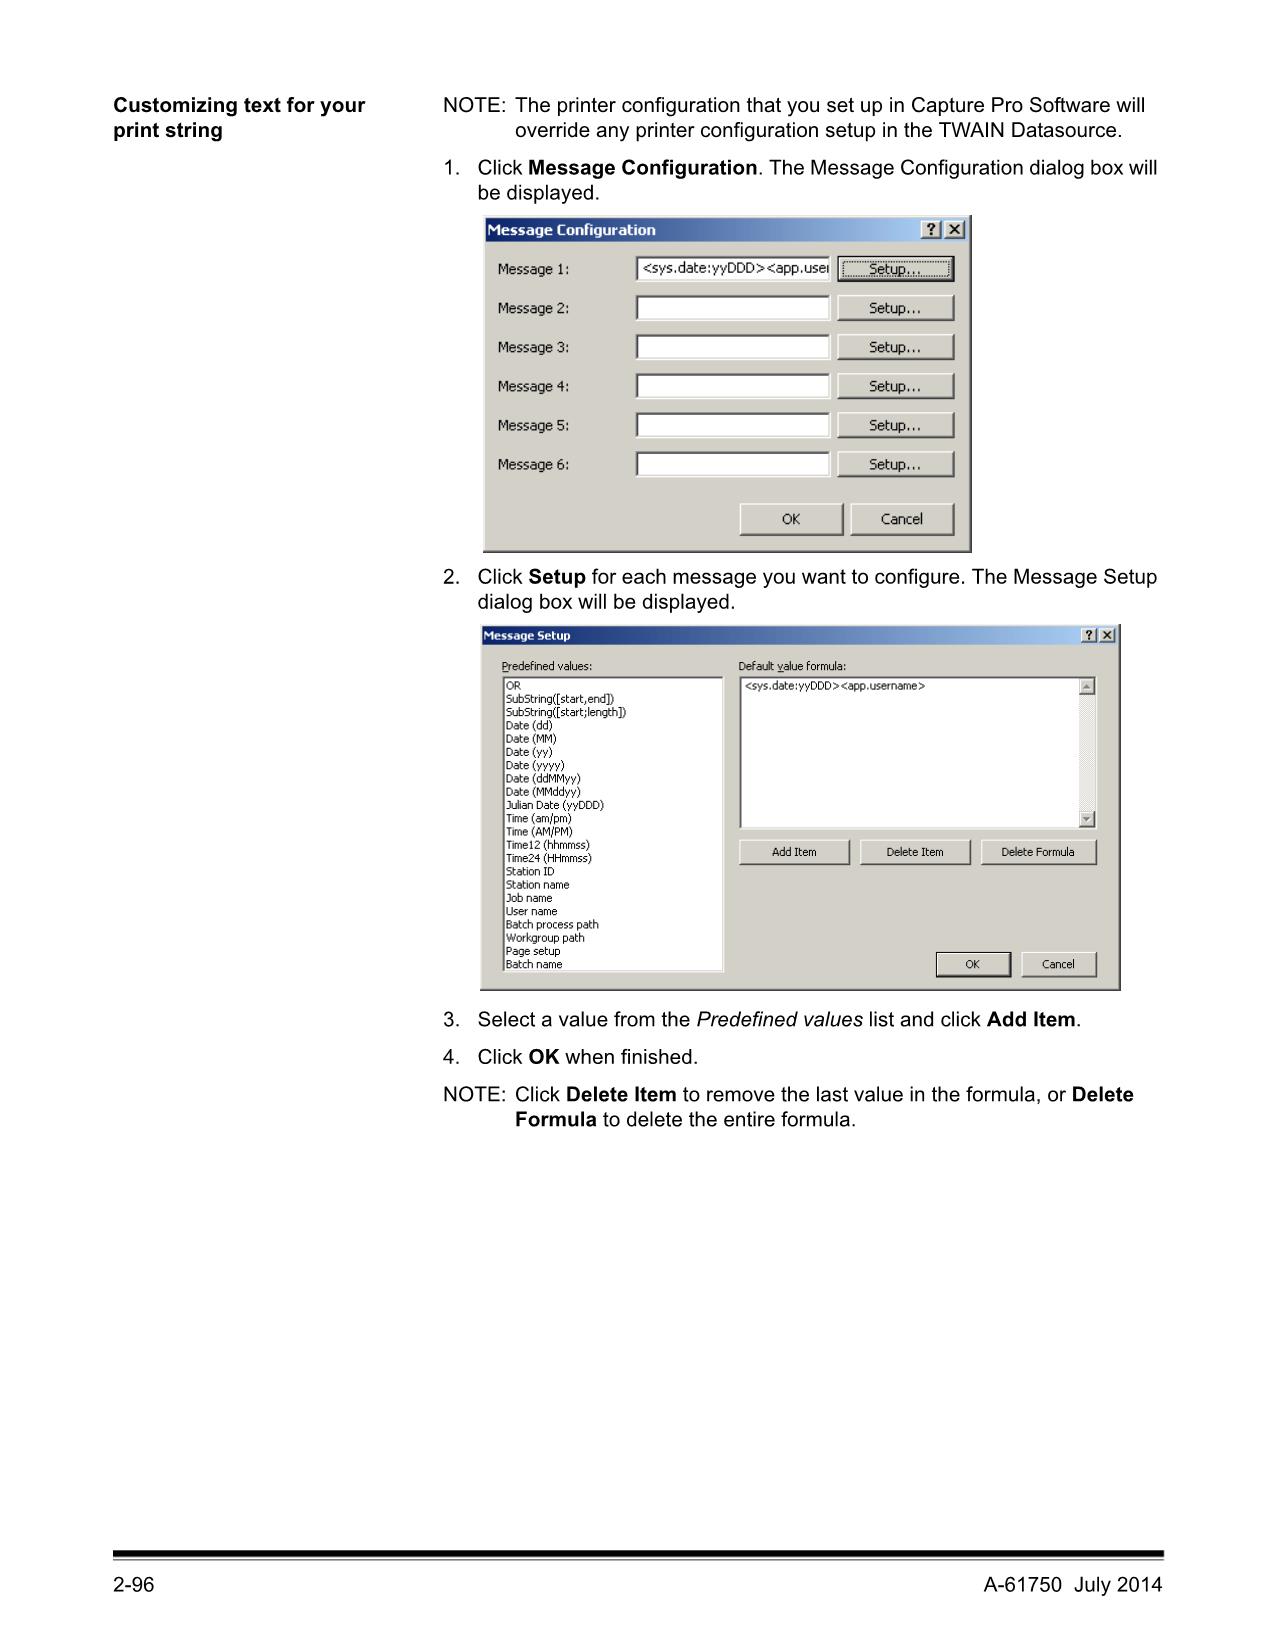 Customizing text for your
print string
NOTE: The printer configuration that you set up in Capture Pro Software will
override any printer configuration setup in the TWAIN Datasource.
1. Click Message Configuration. The Message Configuration dialog box will
be displayed.
Message Configuration
Message 1: <sys.date:yyDDD><app.user Setup...
Message 2: Setup...
Message 3: Setup...
Message 4: Setup...
Message 5: Setup...
Message 6: Setup...
OK Cancel
2. Click Setup for each message you want to configure. The Message Setup
dialog box will be displayed.
Message Setup
Predefined values:
OR
SubString([start,end])
SubString([start;length])
Date (dd)
Date (MM)
Date (yy)
Date (yyyy)
Date (ddMMyy)
Date (MMddyy)
Julian Date (yyDDD)
Time (am/pm)
Time (AM/PM)
Time12 (hhmmss)
Time24 (HHmmss)
Station ID
Station name
Job name
User name
Batch process path
Workgroup path
Page setup
Batch name
Default value formula:
<sys.date:yyDDD><app.username>
Add Item Delete Item Delete Formula
OK Cancel
3. Select a value from the Predefined values list and click Add Item.
4. Click OK when finished.
NOTE: Click Delete Item to remove the last value in the formula, or Delete
Formula to delete the entire formula.
2-96 A-61750 July 2014